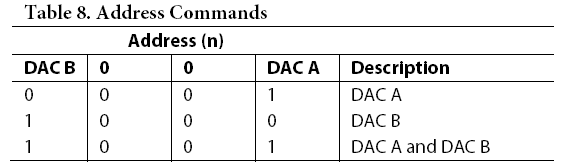 Table 8. Address Commands
Address (n)
DAC B 0 0 DAC A Description
0 0 0 1 DAC A
1 0 0 0 DAC B
1 0 0 1 DAC A and DAC B